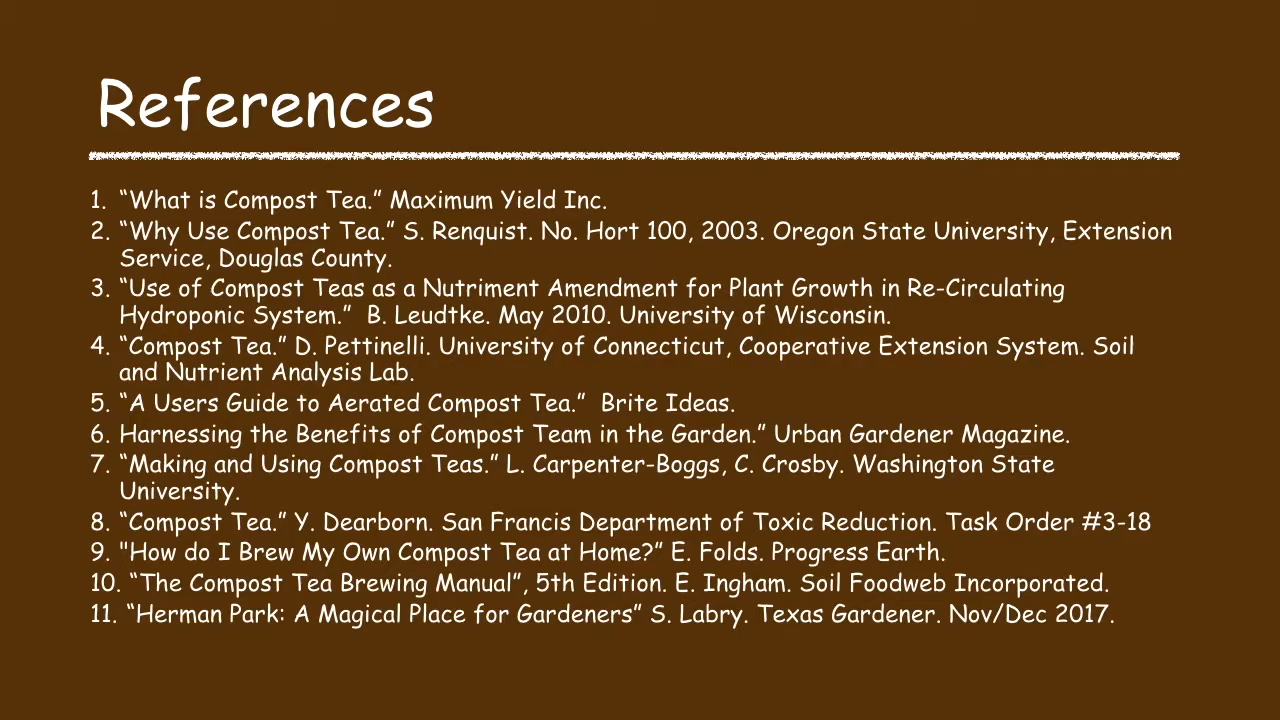 References
1. “What is Compost Tea.” Maximum Yield Inc.
2. “Why Use Compost Tea.” S. Renquist. No. Hort 100, 2003. Oregon State University, Extension
Service, Douglas County.
3. “Use of Compost Teas as a Nutriment Amendment for Plant Growth in Re-Circulating
Hydroponic System.”  B. Leudtke. May 2010. University of Wisconsin.
4. “Compost Tea.” D. Pettinelli. University of Connecticut, Cooperative Extension System. Soil
and Nutrient Analysis Lab.
5. “A Users Guide to Aerated Compost Tea.”  Brite Ideas.
6. Harnessing the Benefits of Compost Team in the Garden.” Urban Gardener Magazine.
7. “Making and Using Compost Teas.” L. Carpenter-Boggs, C. Crosby. Washington State
University.
8. “Compost Tea.” Y. Dearborn. San Francis Department of Toxic Reduction. Task Order #3-18
9. "How do I Brew My Own Compost Tea at Home?” E. Folds. Progress Earth.
10. “The Compost Tea Brewing Manual”, 5th Edition. E. Ingham. Soil Foodweb Incorporated.
11. “Herman Park: A Magical Place for Gardeners” S. Labry. Texas Gardener. Nov/Dec 2017.